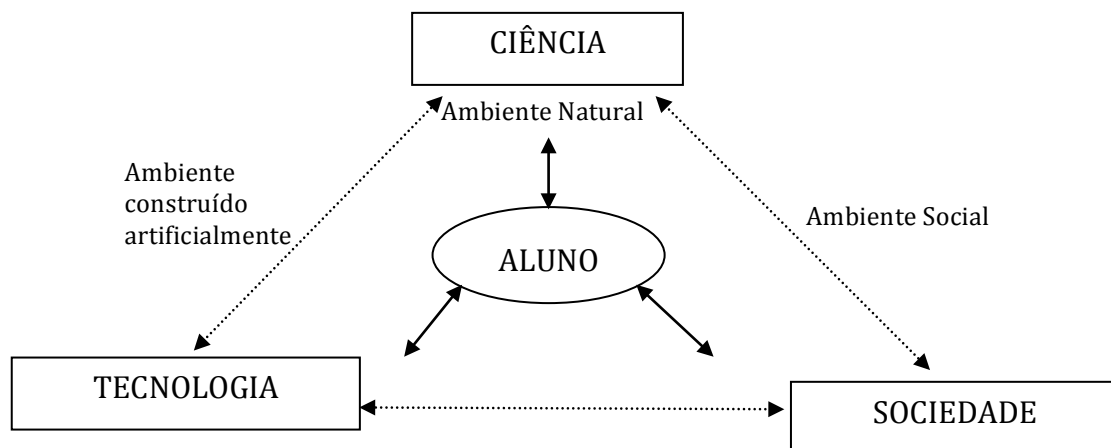 CIÊNCIA
Ambiente Natural
Ambiente
construído
artificialmente
Ambiente Social
ALUNO
TECNOLOGIA
SOCIEDADE